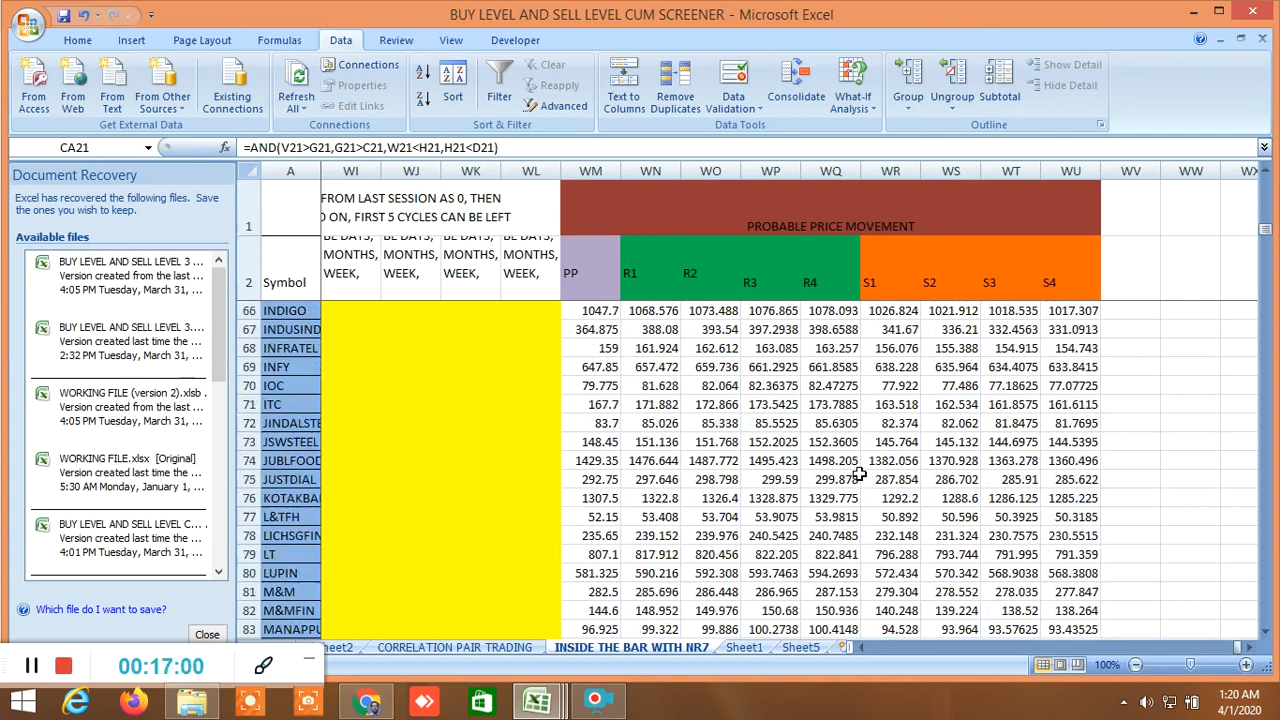 BUY LEVEL AND SELL LEVEL CUM SCREENER - Microsoft Excel
Home Insert Page Layout Formulas Data Review View Developer
From Access From Web From Text From Other Sources Existing Connections
Get External Data
Refresh All Connections Properties Edit Links
Connections
Sort Filter Clear Reapply Advanced
Sort & Filter
Text to Columns Remove Duplicates Data Validation Consolidate What-If Analysis
Data Tools
Group Ungroup Subtotal Show Detail Hide Detail
Outline
CA21 fx =AND(V21>G21,G21>C21,W21<H21,H21<D21)
Document Recovery
Excel has recovered the following files. Save the ones you wish to keep.
Available files
BUY LEVEL AND SELL LEVEL 3 ...
Version created from the last ...
4:05 PM Tuesday, March 31, ...
BUY LEVEL AND SELL LEVEL 3....
Version created last time the ...
2:32 PM Tuesday, March 31, ...
WORKING FILE (version 2).xlsb .
Version created from the last ...
4:05 PM Tuesday, March 31, ...
WORKING FILE.xlsx [Original]
Version created last time the ...
5:30 AM Monday, January 1, ...
BUY LEVEL AND SELL LEVEL C...
Version created last time the ...
4:01 PM Tuesday, March 31, ...
Which file do I want to save?
Close
A WI WJ WK WL WM WN WO WP WQ WR WS WT WU WV WW WX
1 FROM LAST SESSION AS 0, THEN
ON, FIRST 5 CYCLES CAN BE LEFT
PROBABLE PRICE MOVEMENT
BE DAYS, BE DAYS, BE DAYS, BE DAYS,
MONTHS, MONTHS, MONTHS, MONTHS,
WEEK, WEEK, WEEK, WEEK,
2 Symbol PP R1 R2 R3 R4 S1 S2 S3 S4
66 INDIGO 1047.7 1068.576 1073.488 1076.865 1078.093 1026.824 1021.912 1018.535 1017.307
67 INDUSIND 364.875 388.08 393.54 397.2938 398.6588 341.67 336.21 332.4563 331.0913
68 INFRATEL 159 161.924 162.612 163.085 163.257 156.076 155.388 154.915 154.743
69 INFY 647.85 657.472 659.736 661.2925 661.8585 638.228 635.964 634.4075 633.8415
70 IOC 79.775 81.628 82.064 82.36375 82.47275 77.922 77.486 77.18625 77.07725
71 ITC 167.7 171.882 172.866 173.5425 173.7885 163.518 162.534 161.8575 161.6115
72 JINDALSTE 83.7 85.026 85.338 85.5525 85.6305 82.374 82.062 81.8475 81.7695
73 JSWSTEEL 148.45 151.136 151.768 152.2025 152.3605 145.764 145.132 144.6975 144.5395
74 JUBLFOOD 1429.35 1476.644 1487.772 1495.423 1498.205 1382.056 1370.928 1363.278 1360.496
75 JUSTDIAL 292.75 297.646 298.798 299.59 299.878 287.854 286.702 285.91 285.622
76 KOTAKBA 1307.5 1322.8 1326.4 1328.875 1329.775 1292.2 1288.6 1286.125 1285.225
77 L&TFH 52.15 53.408 53.704 53.9075 53.9815 50.892 50.596 50.3925 50.3185
78 LICHSGFIN 235.65 239.152 239.976 240.5425 240.7485 232.148 231.324 230.7575 230.5515
79 LT 807.1 817.912 820.456 822.205 822.841 796.288 793.744 791.995 791.359
80 LUPIN 581.325 590.216 592.308 593.7463 594.2693 572.434 570.342 568.9038 568.3808
81 M&M 282.5 285.696 286.448 286.965 287.153 279.304 278.552 278.035 277.847
82 M&MFIN 144.6 148.952 149.976 150.68 150.936 140.248 139.224 138.52 138.264
83 MANAPPU 96.925 99.322 99.886 100.2738 100.4148 94.528 93.964 93.57625 93.43525
Sheet2 CORRELATION PAIR TRADING INSIDE THE BAR WITH NR7 Sheet1 Sheet5
00:17:00
100%
1:20 AM
4/1/2020